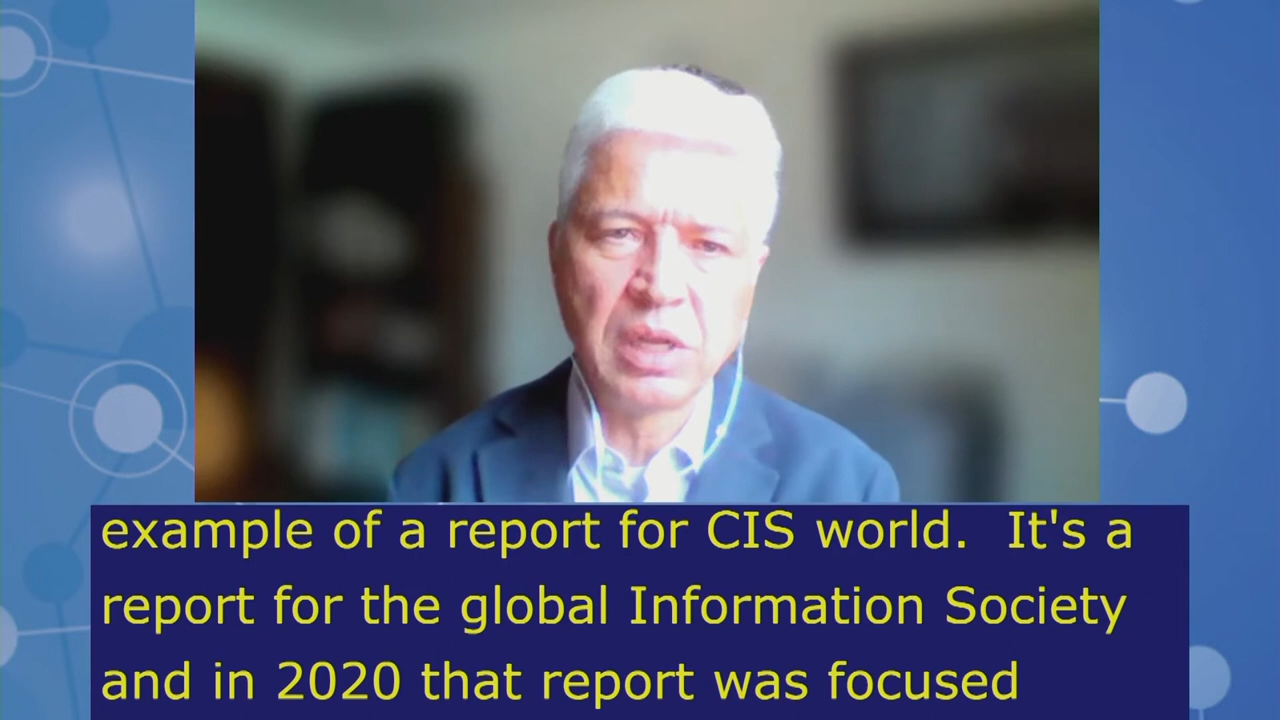 example of a report for CIS world.  It's a
report for the global Information Society
and in 2020 that report was focused